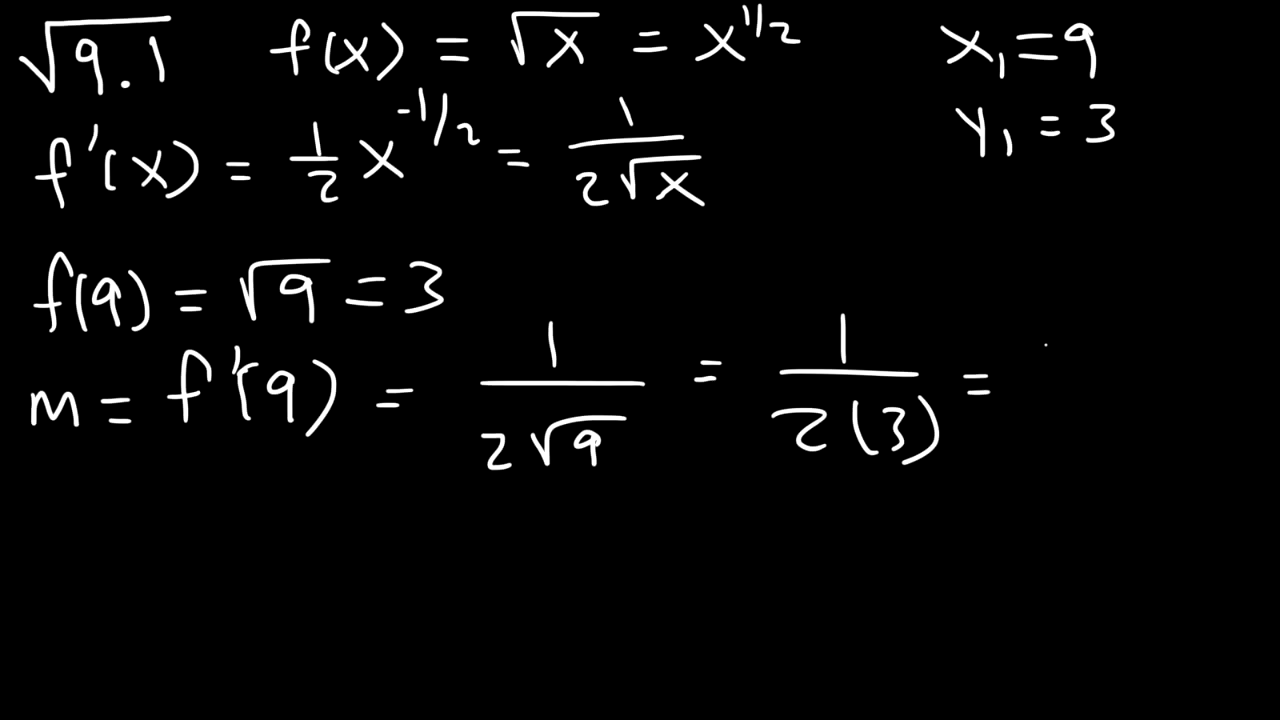 √9.1 f(x) = √x = x^1/2 x₁ = 9
y₁ = 3
f'(x) = 1/2 x^-1/2 = 1/(2√x)
f(9) = √9 = 3
m = f'(9) = 1/(2√9) = 1/(2(3)) =